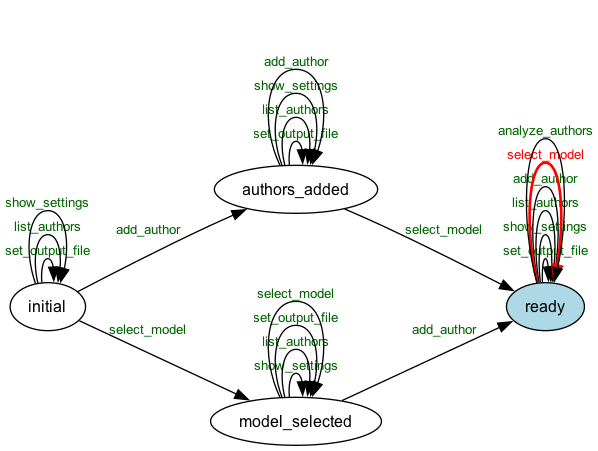 add_author
show_settings
list_authors
set_output_file
authors_added
analyze_authors
select_model
add_author
list_authors
show_settings
set_output_file
ready
show_settings
list_authors
set_output_file
initial
add_author
select_model
select_model
add_author
select_model
set_output_file
list_authors
show_settings
model_selected